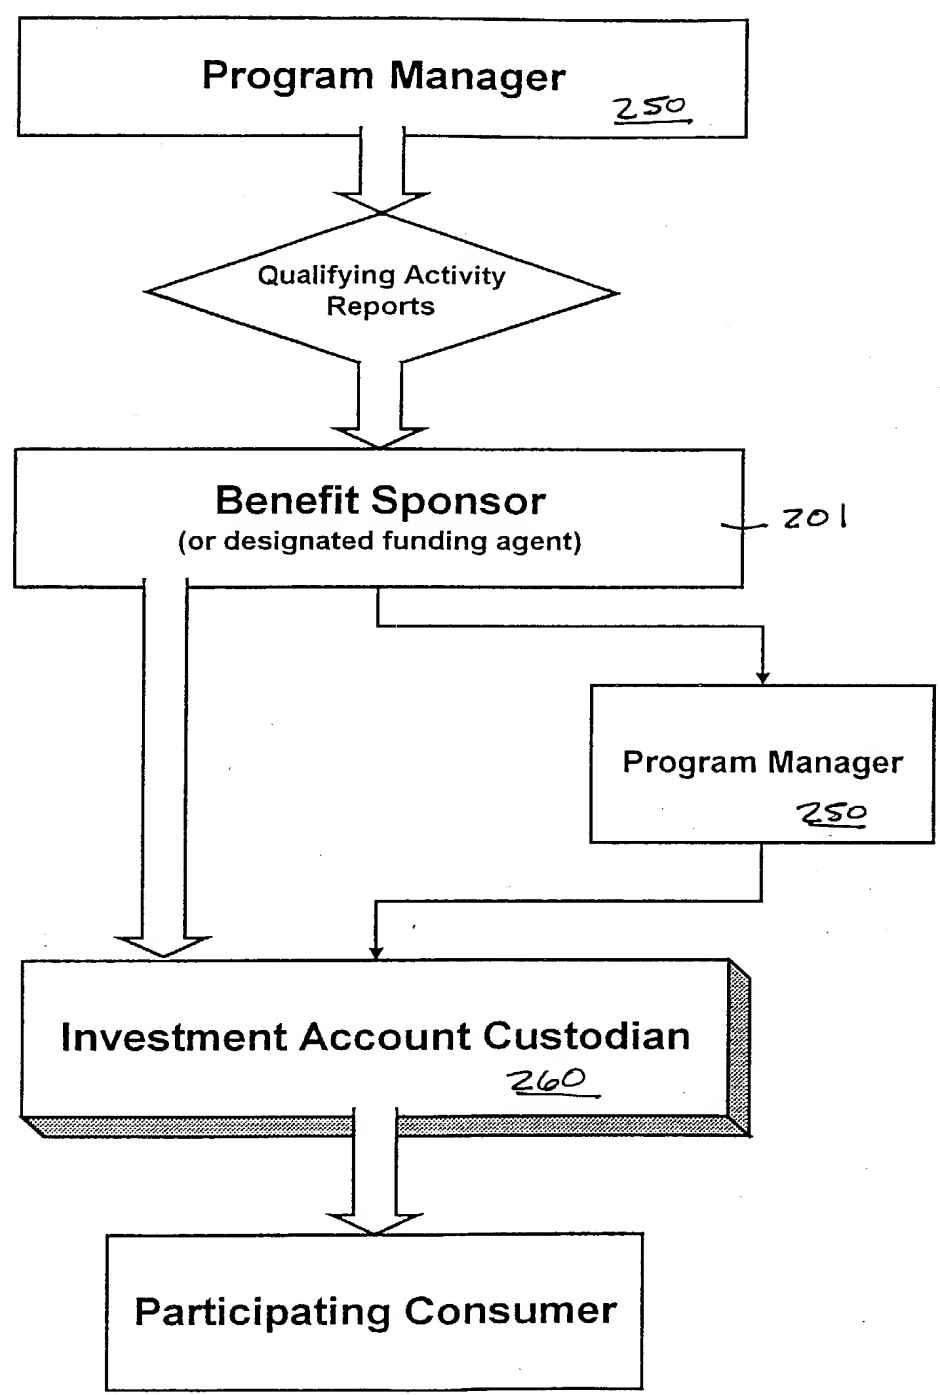 Program Manager
250
Qualifying Activity
Reports
Benefit Sponsor
(or designated funding agent)
201
Program Manager
250
Investment Account Custodian
260
Participating Consumer